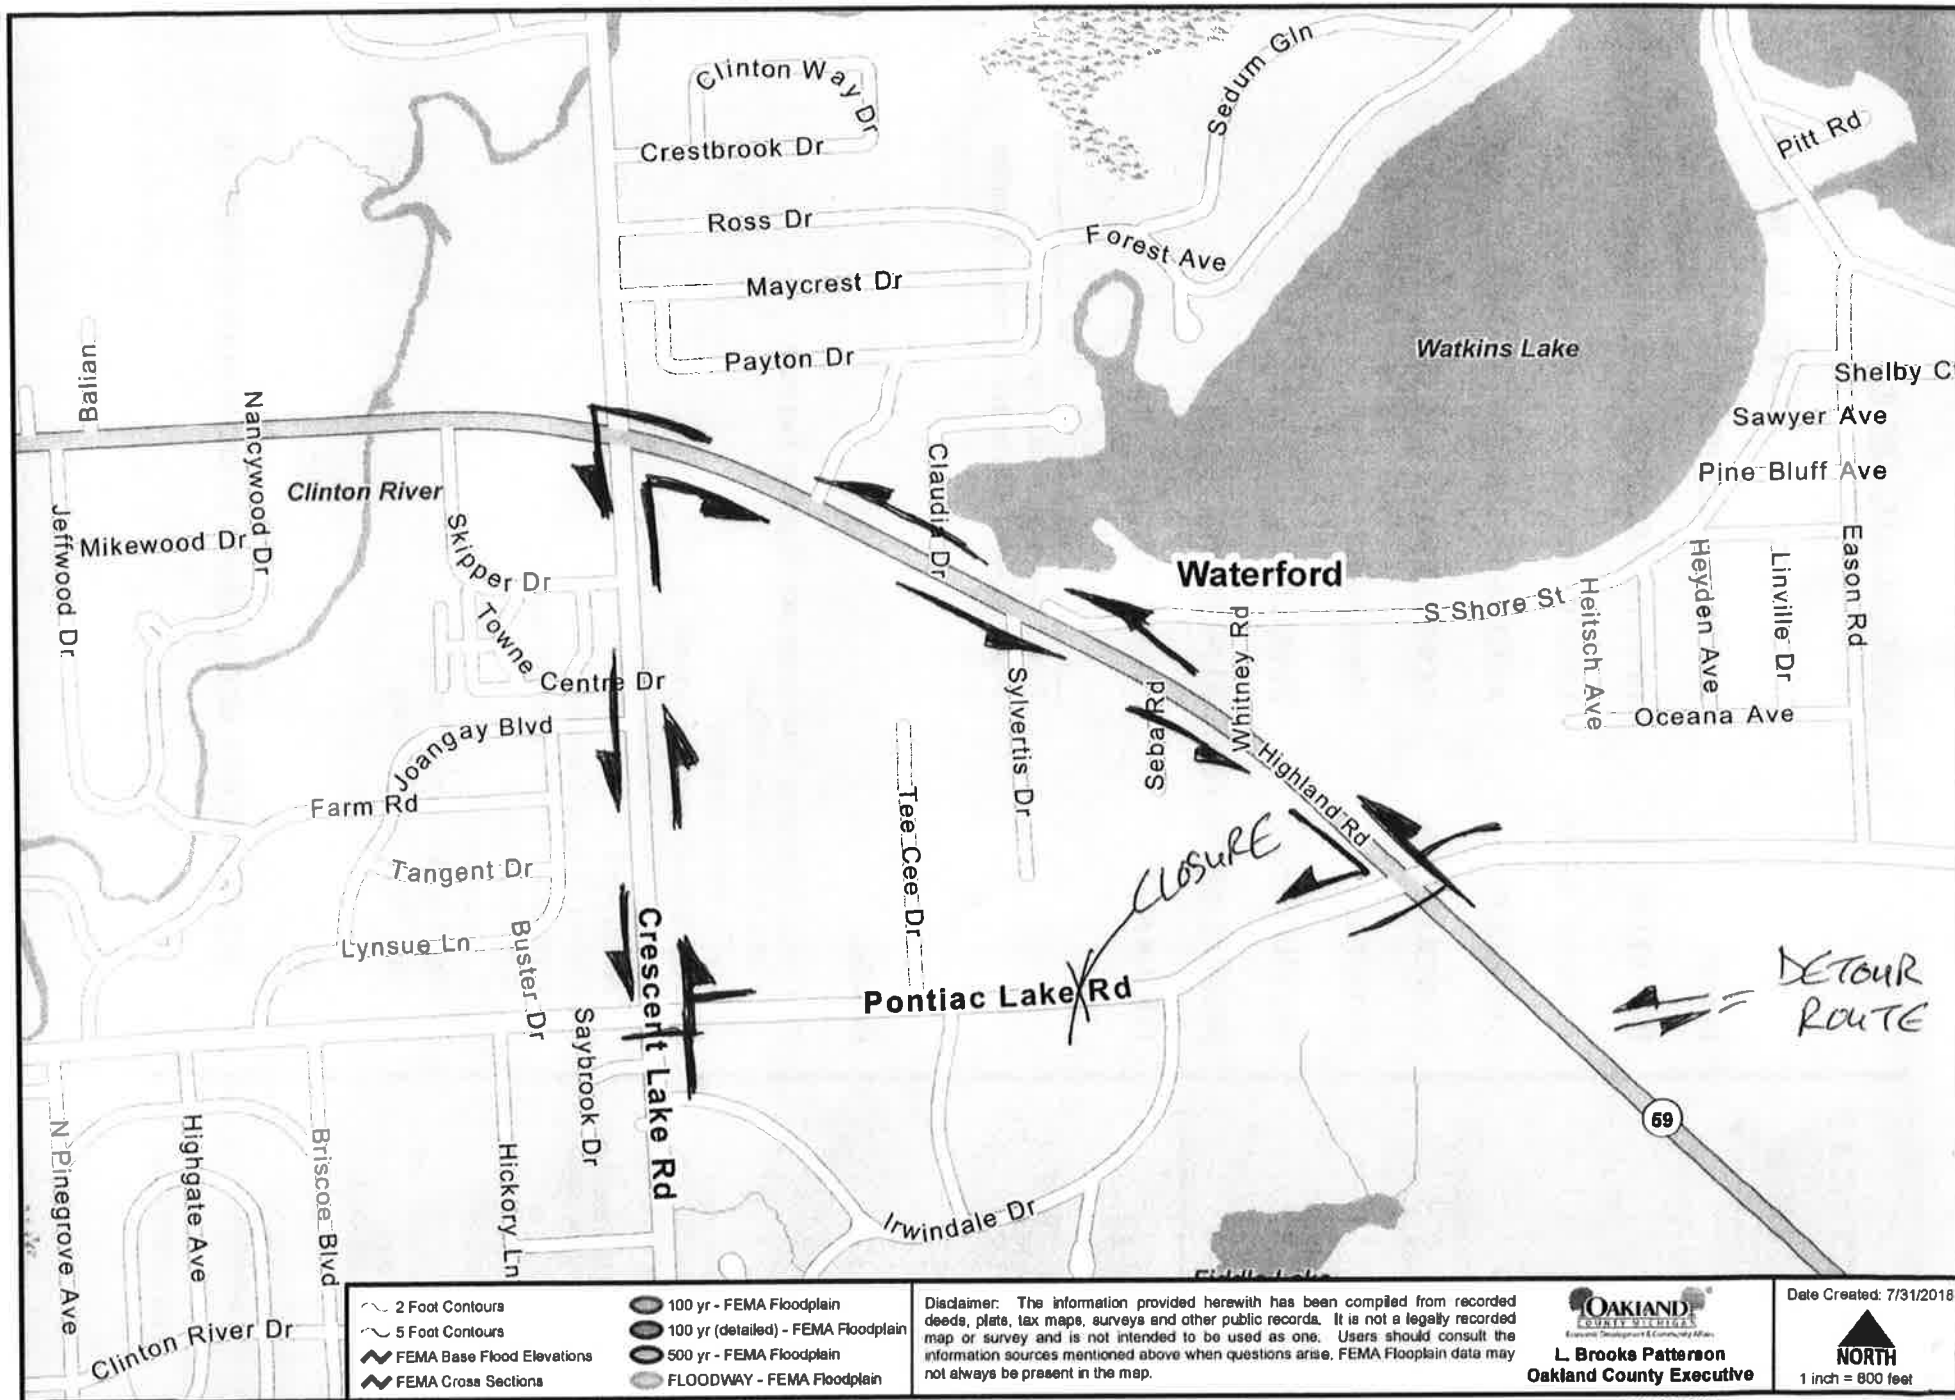 Clinton Way Dr
Sedum Gln
Crestbrook Dr
Pitt Rd
Ross Dr
Forest Ave
Maycrest Dr
Payton Dr
Watkins Lake
Shelby
Balian
Nancywood Dr
Sawyer Ave
Claudia Dr
Pine Bluff Ave
Clinton River
Jeffwood Dr
Mikewood Dr
Skipper Dr
Waterford
Eason Rd
Heyden Ave
Linville Dr
S Shore St
Heitsch Ave
Towne Centre Dr
Whitney Rd
Sylvertis Dr
Seba Rd
Oceana Ave
Joangay Blvd
Highland Rd
Farm Rd
Tee Cee Dr
CLOSURE
Tangent Dr
Crescent Lake Rd
Lynsue Ln
Buster Dr
Pontiac Lake Rd
DETOUR
ROUTE
Saybrook Dr
59
N Pinegrove Ave
Highgate Ave
Briscoe Blvd
Hickory Ln
Irwindale Dr
Fiddle Lake
Clinton River Dr
2 Foot Contours
5 Foot Contours
FEMA Base Flood Elevations
FEMA Cross Sections
100 yr - FEMA Floodplain
100 yr (detailed) - FEMA Floodplain
500 yr - FEMA Floodplain
FLOODWAY - FEMA Floodplain
Disclaimer: The information provided herewith has been compiled from recorded
deeds, plats, tax maps, surveys and other public records. It is not a legally recorded
map or survey and is not intended to be used as one. Users should consult the
information sources mentioned above when questions arise. FEMA Flooplain data may
not always be present in the map.
OAKLAND
COUNTY MICHIGAN
Economic Development & Community Affairs
L. Brooks Patterson
Oakland County Executive
Date Created: 7/31/2018
NORTH
1 inch = 800 feet